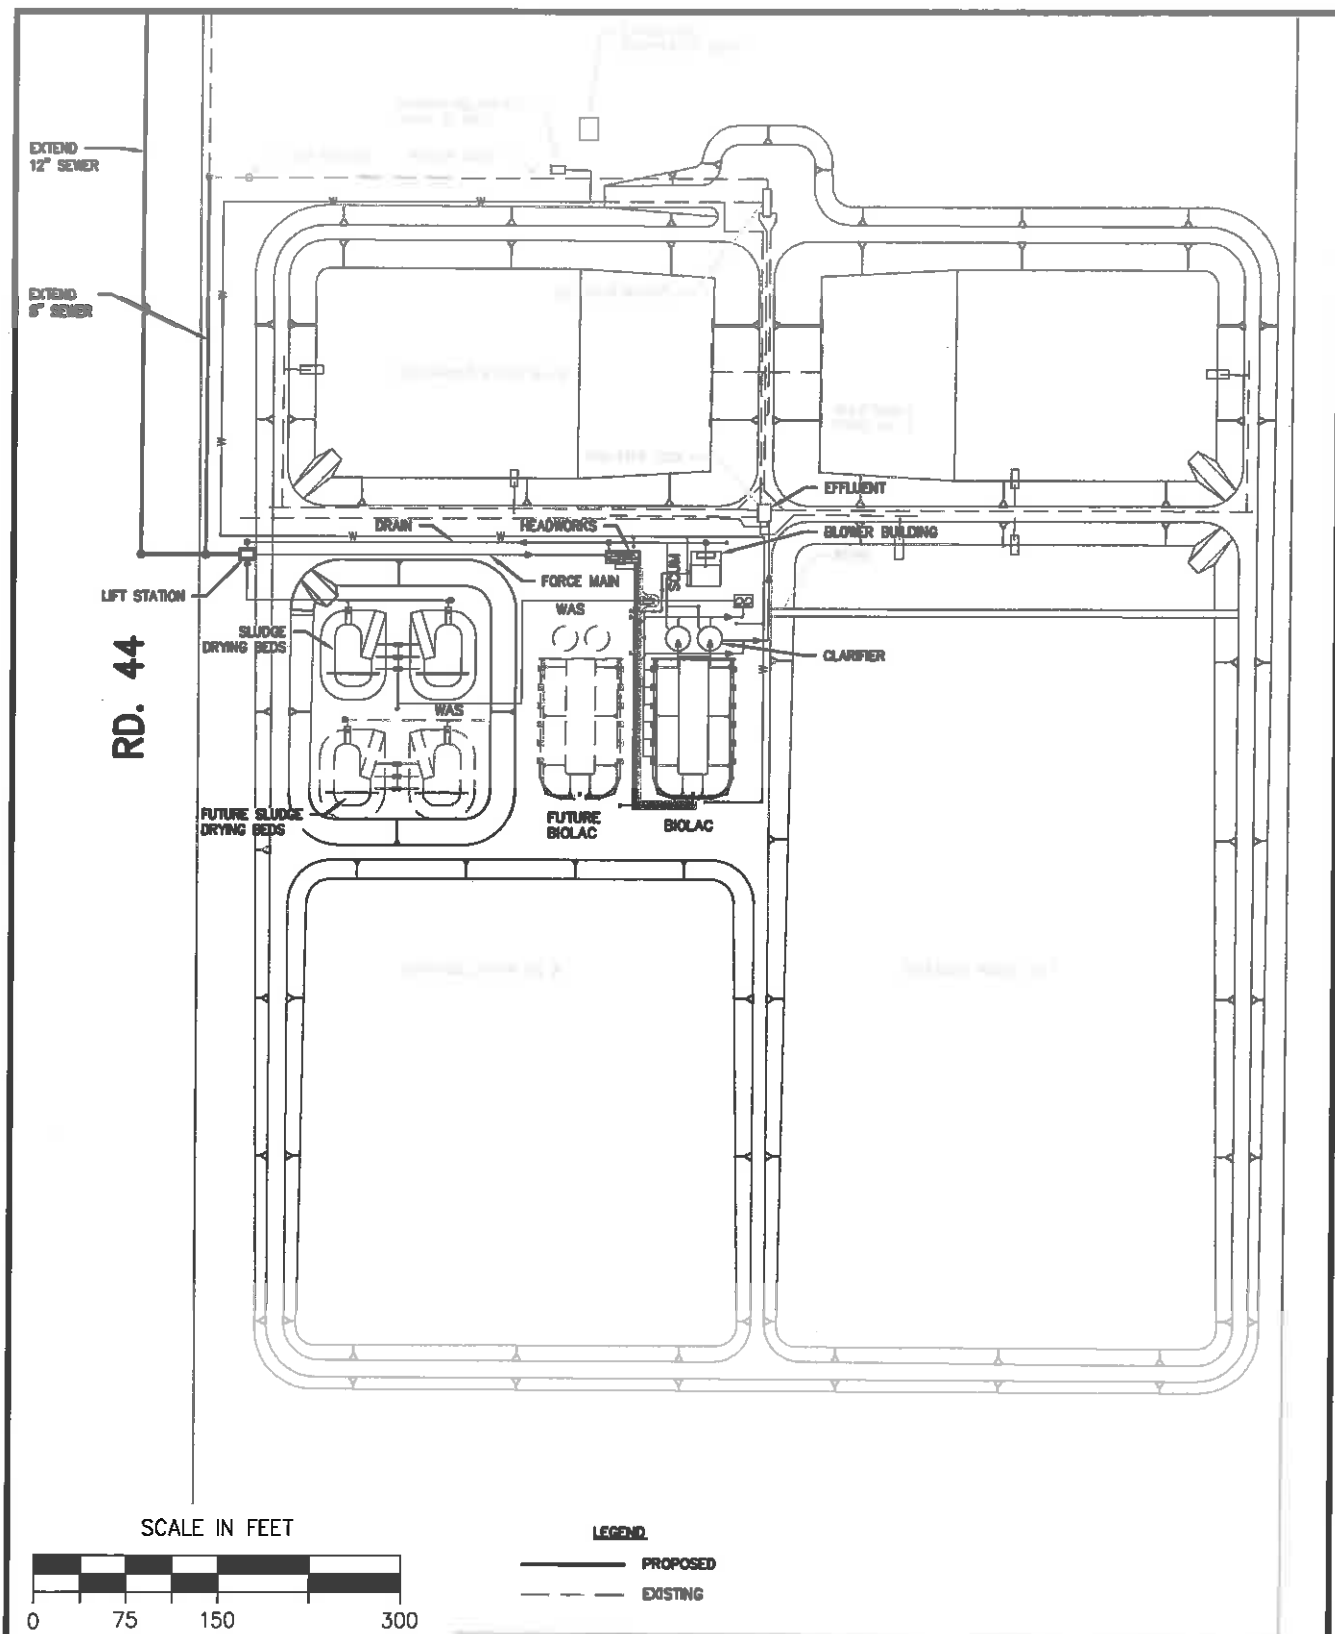 EXTEND
12" SEWER
EXTEND
8" SEWER
EFFLUENT
DRAIN
HEADWORKS
BLOWER BUILDING
FORCE MAIN
SCUM
LIFT STATION
WAS
SLUDGE
DRYING BEDS
CLARIFIER
RD. 44
WAS
FUTURE SLUDGE
DRYING BEDS
FUTURE
BIOLAC
BIOLAC
W
W
W
W
W
W
W
SCALE IN FEET
0 75 150 300
LEGEND
PROPOSED
EXISTING